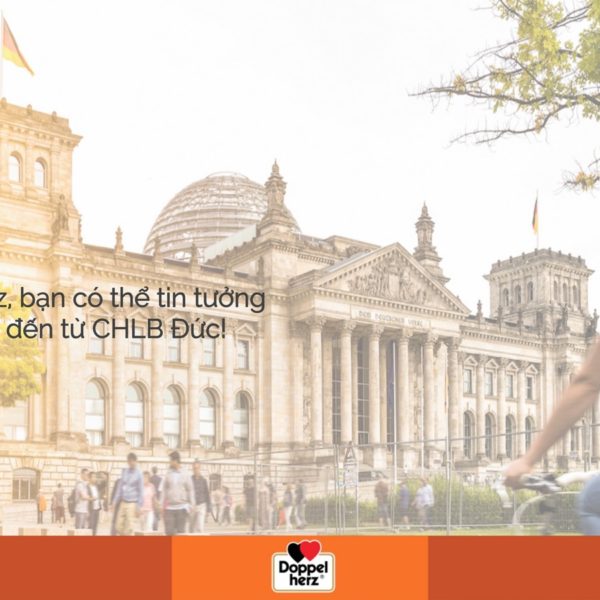 z, bạn có thể tin tưởng
đến từ CHLB Đức!
DEM DEUTSCHEN VOLKE
Doppel
herz®